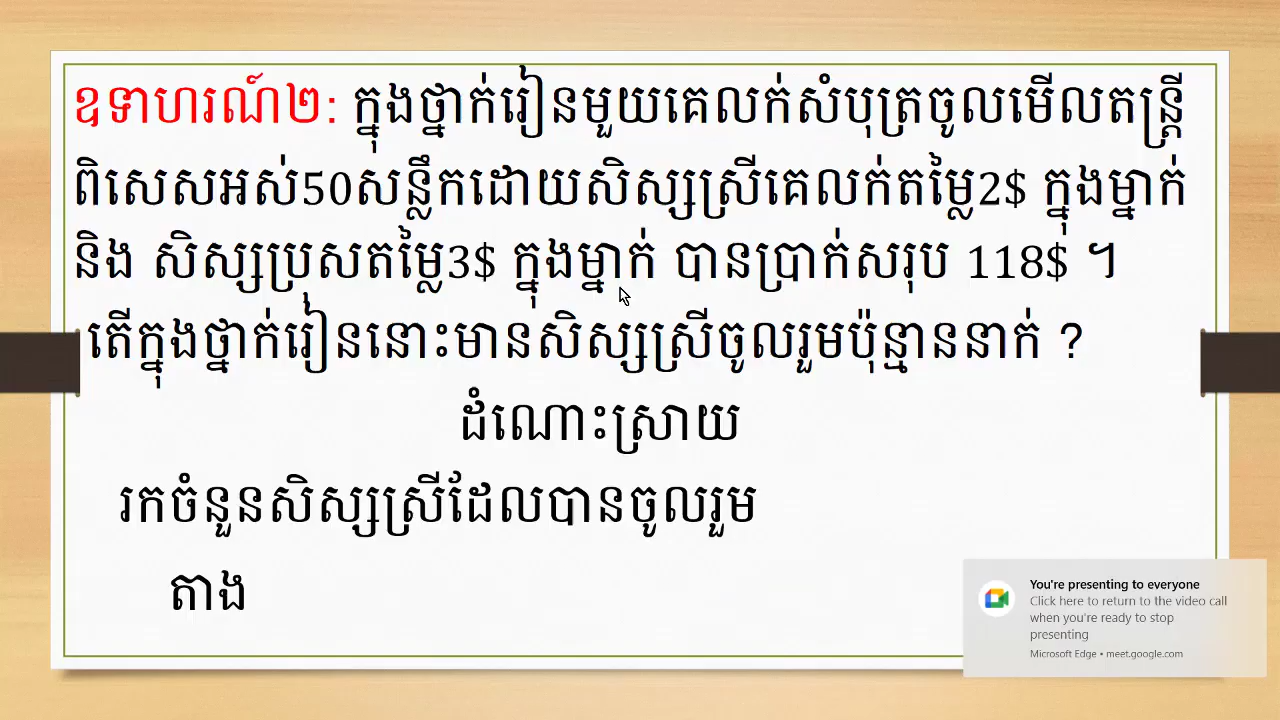 ឧទាហរណ៍២: ក្នុងថ្នាក់រៀនមួយគេលក់សំបុត្រចូលមើលតន្ត្រី
ពិសេសអស់50សន្លឹកដោយសិស្សស្រីគេលក់តម្លៃ2$ ក្នុងម្នាក់
និង សិស្សប្រុសតម្លៃ3$ ក្នុងម្នាក់ បានប្រាក់សរុប 118$ ។
តើក្នុងថ្នាក់រៀននោះមានសិស្សស្រីចូលរួមប៉ុន្មាននាក់ ?
ដំណោះស្រាយ
រកចំនួនសិស្សស្រីដែលបានចូលរួម
តាង
You're presenting to everyone
Click here to return to the video call
when you're ready to stop
presenting
Microsoft Edge • meet.google.com